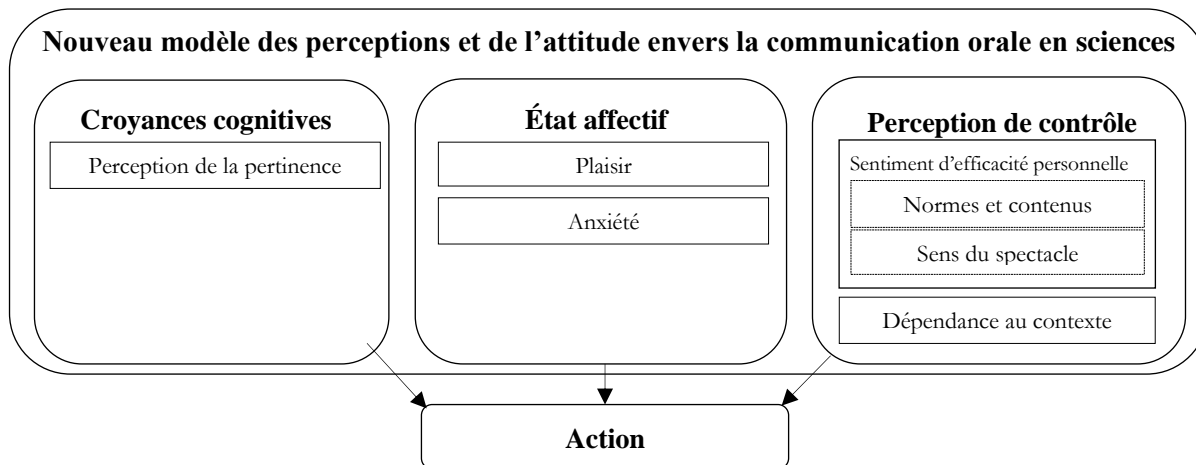 Nouveau modèle des perceptions et de l’attitude envers la communication orale en sciences
Croyances cognitives
Perception de la pertinence
État affectif
Plaisir
Anxiété
Perception de contrôle
Sentiment d’efficacité personnelle
Normes et contenus
Sens du spectacle
Dépendance au contexte
Action